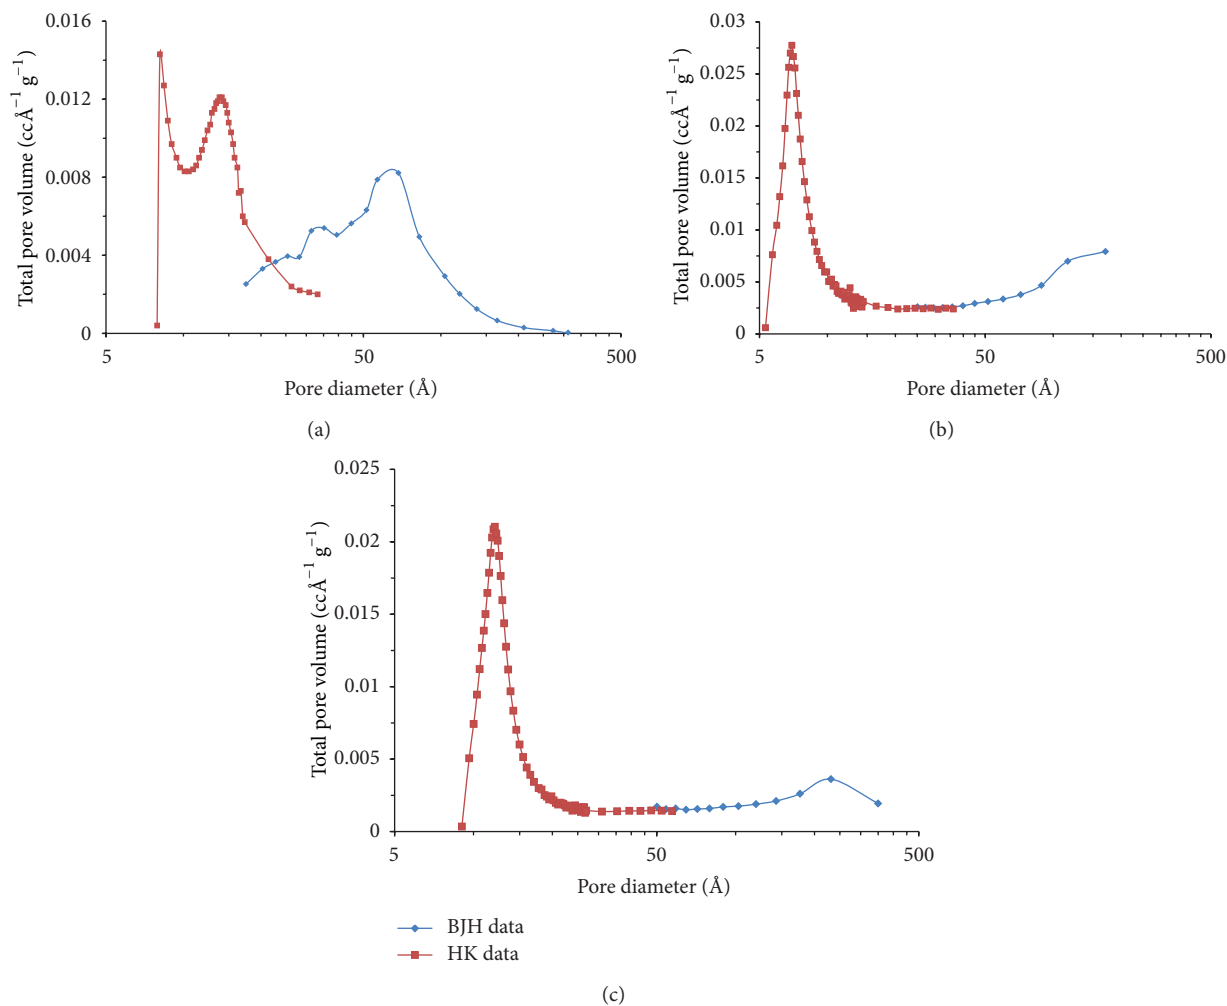 0.016
0.012
0.008
0.004
0
Total pore volume (ccÅ⁻¹ g⁻¹)
5
50
500
Pore diameter (Å)
(a)
0.03
0.025
0.02
0.015
0.01
0.005
0
Total pore volume (ccÅ⁻¹ g⁻¹)
5
50
500
Pore diameter (Å)
(b)
0.025
0.02
0.015
0.01
0.005
0
Total pore volume (ccÅ⁻¹ g⁻¹)
5
50
500
Pore diameter (Å)
BJH data
HK data
(c)